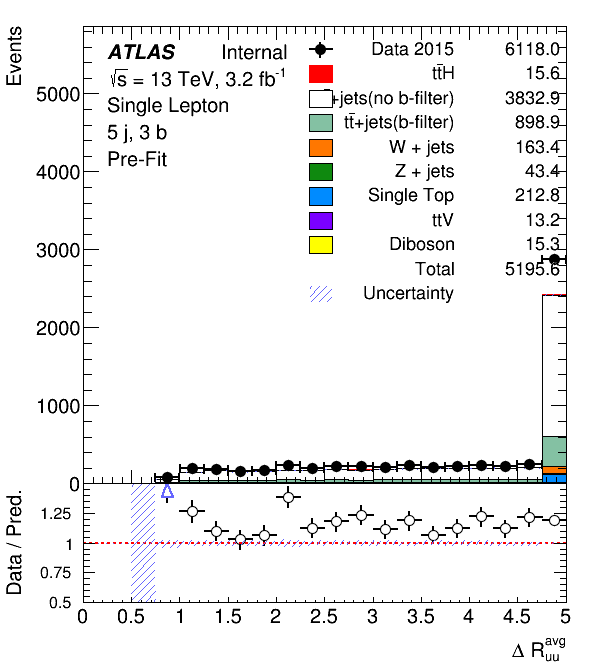 Events
ATLAS Internal
√s = 13 TeV, 3.2 fb⁻¹
Single Lepton
5 j, 3 b
Pre-Fit
Data 2015 6118.0
tt̄H 15.6
+jets(no b-filter) 3832.9
tt̄+jets(b-filter) 898.9
W + jets 163.4
Z + jets 43.4
Single Top 212.8
ttV 13.2
Diboson 15.3
Total 5195.6
Uncertainty
5000
4000
3000
2000
1000
0
Data / Pred.
1.25
1
0.75
0.5
0 0.5 1 1.5 2 2.5 3 3.5 4 4.5 5
Δ R_uu^avg